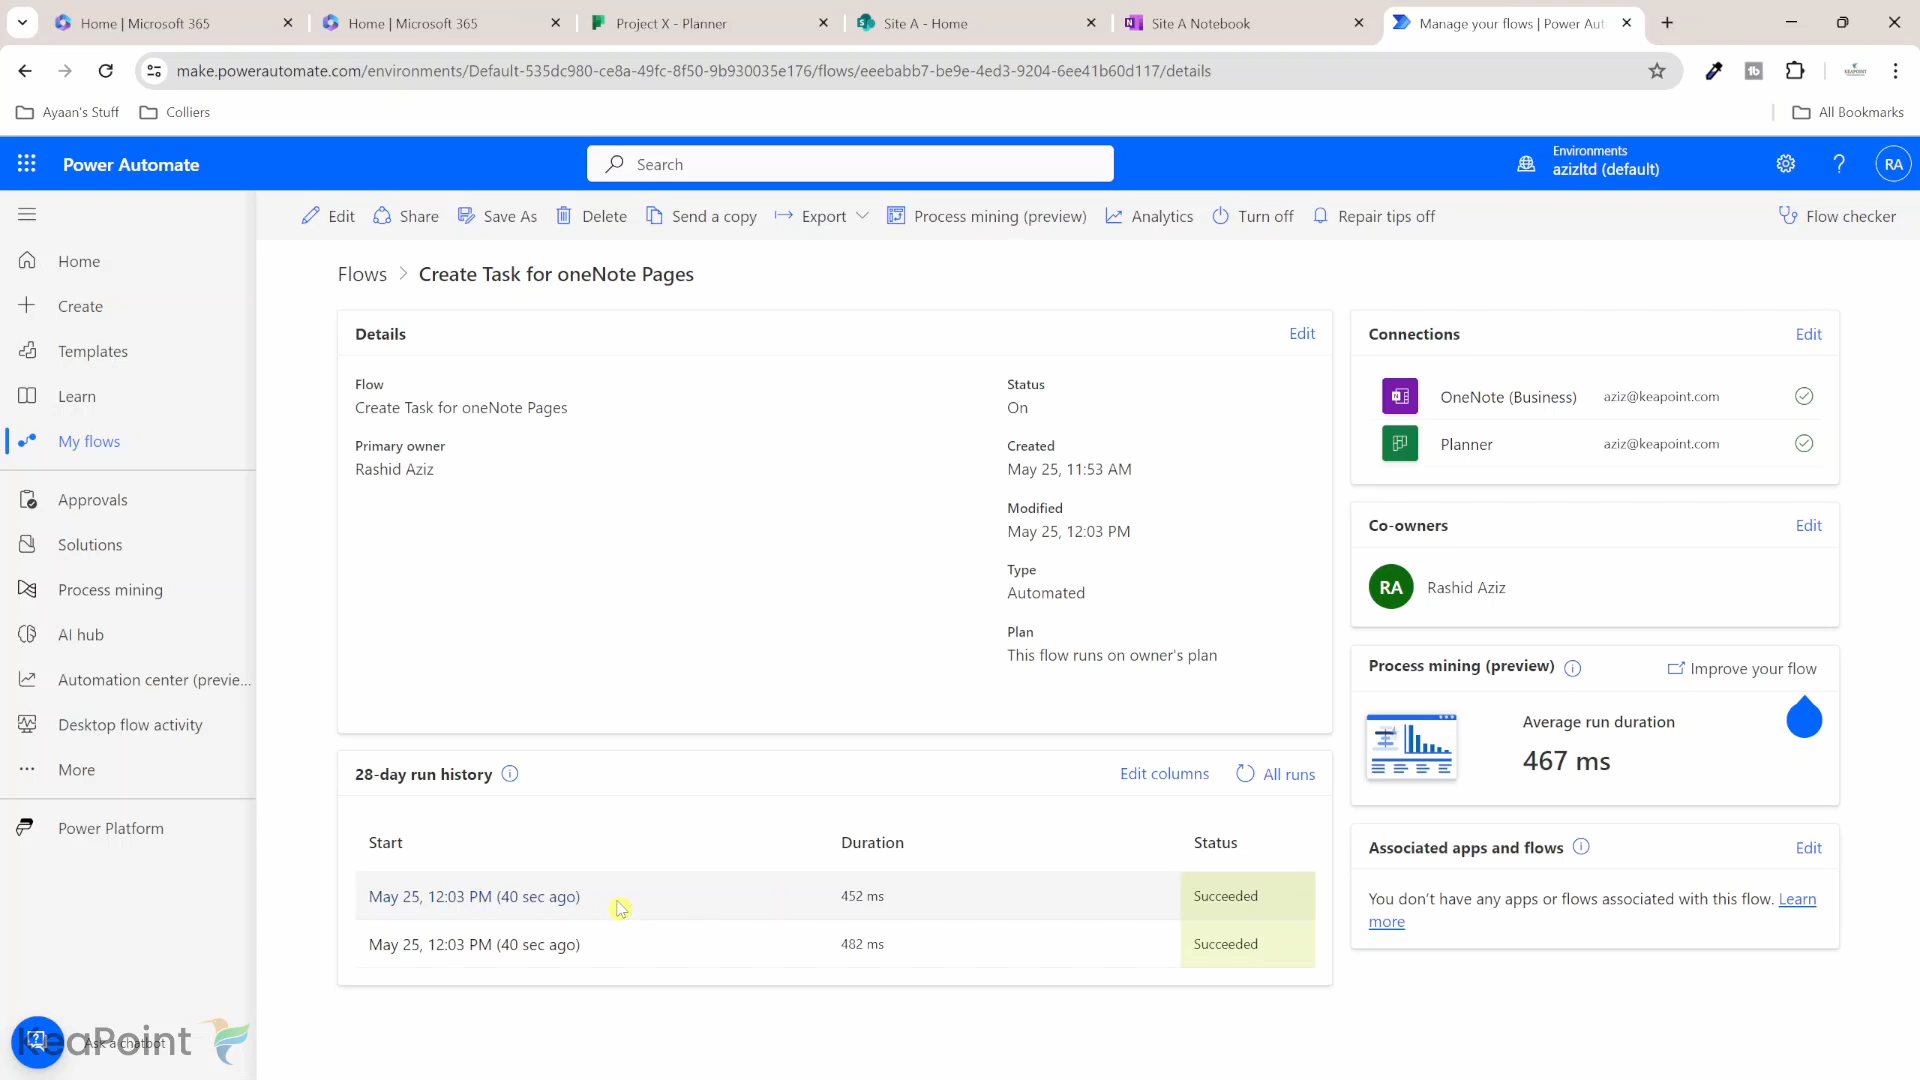 Home | Microsoft 365
Home | Microsoft 365
Project X - Planner
Site A - Home
Site A Notebook
Manage your flows | Power Aut
make.powerautomate.com/environments/Default-535dc980-ce8a-49fc-8f50-9b930035e176/flows/eeebabb7-be9e-4ed3-9204-6ee41b60d117/details
Ayaan's Stuff
Colliers
All Bookmarks
Power Automate
Search
Environments
azizltd (default)
RA
Edit
Share
Save As
Delete
Send a copy
Export
Process mining (preview)
Analytics
Turn off
Repair tips off
Flow checker
Home
Create
Templates
Learn
My flows
Approvals
Solutions
Process mining
AI hub
Automation center (previe...
Desktop flow activity
More
Power Platform
Ask a chatbot
KeaPoint
Flows > Create Task for oneNote Pages
Details
Edit
Flow
Create Task for oneNote Pages
Primary owner
Rashid Aziz
Status
On
Created
May 25, 11:53 AM
Modified
May 25, 12:03 PM
Type
Automated
Plan
This flow runs on owner's plan
28-day run history
Edit columns
All runs
Start Duration Status
May 25, 12:03 PM (40 sec ago) 452 ms Succeeded
May 25, 12:03 PM (40 sec ago) 482 ms Succeeded
Connections
Edit
OneNote (Business) aziz@keapoint.com
Planner aziz@keapoint.com
Co-owners
Edit
RA
Rashid Aziz
Process mining (preview)
Improve your flow
Average run duration
467 ms
Associated apps and flows
Edit
You don't have any apps or flows associated with this flow. Learn
more